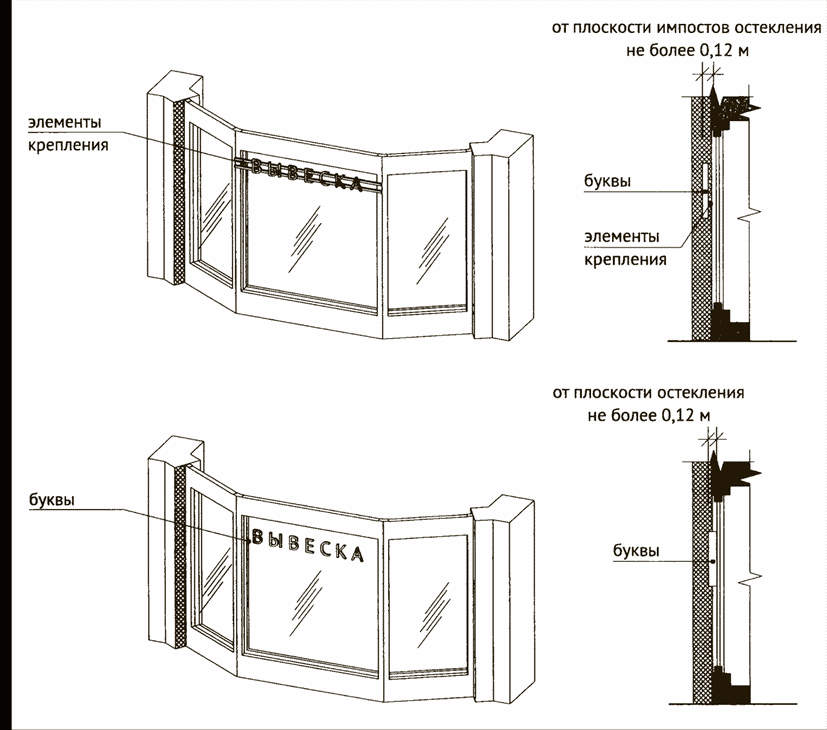 от плоскости импостов остекления
не более 0,12 м
элементы
крепления
ВЫВЕСКА
буквы
элементы
крепления
от плоскости остекления
не более 0,12 м
буквы
ВЫВЕСКА
буквы